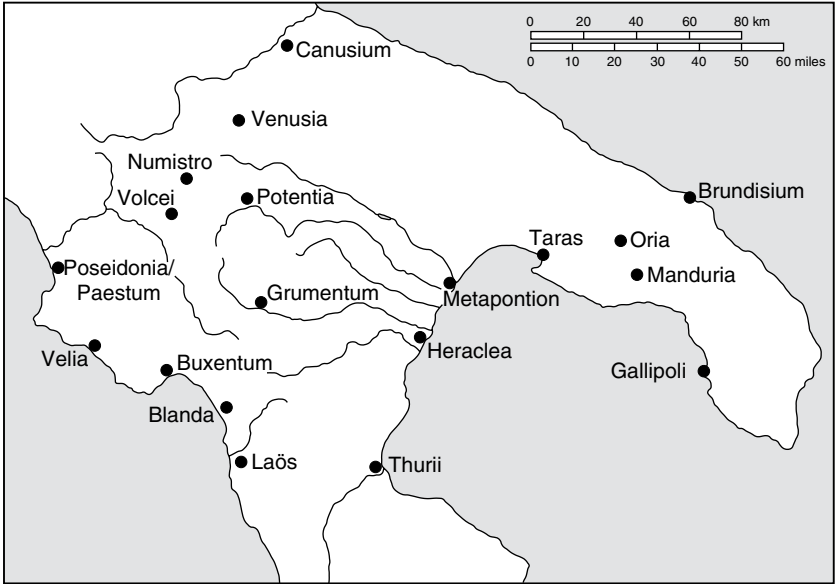 0 20 40 60 80 km
0 10 20 30 40 50 60 miles
Canusium
Venusia
Numistro
Volcei
Potentia
Brundisium
Taras
Oria
Manduria
Poseidonia/
Paestum
Grumentum
Metapontion
Heraclea
Velia
Buxentum
Gallipoli
Blanda
Laös
Thurii